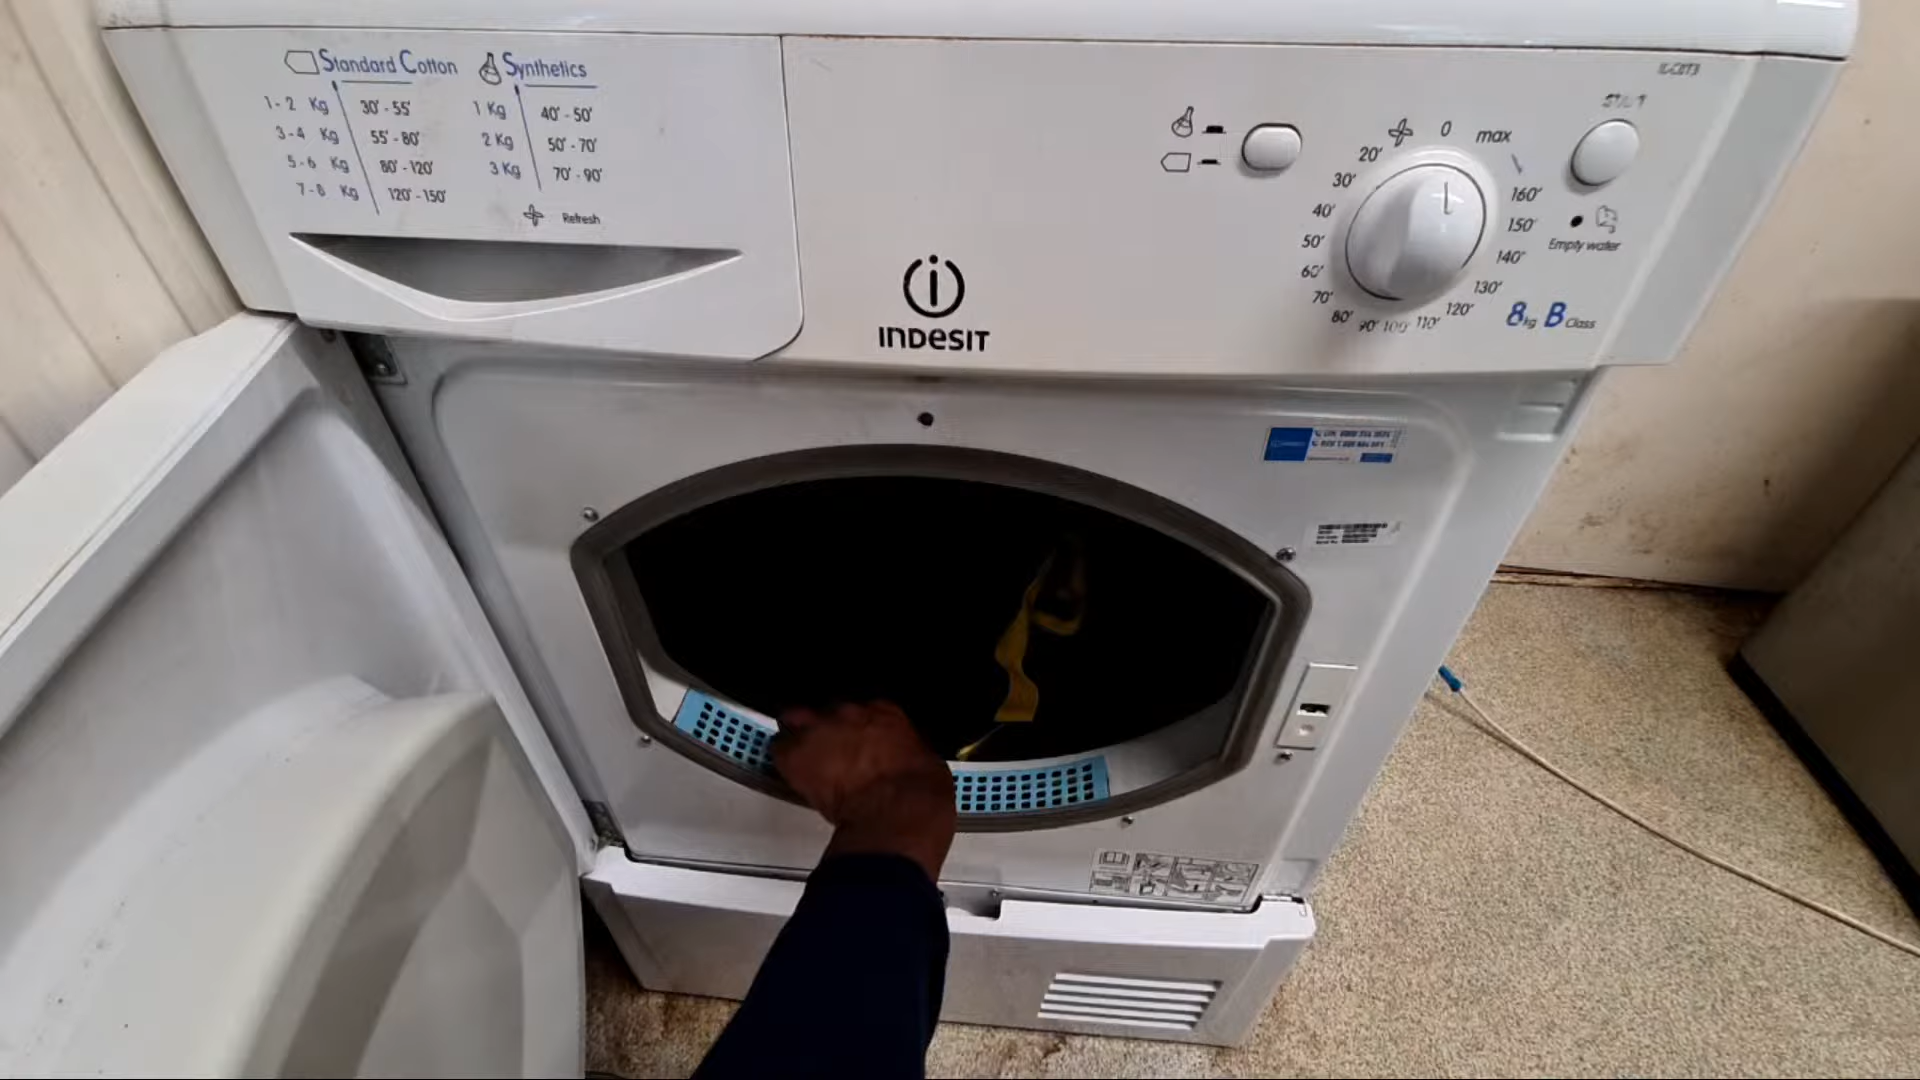 Standard Cotton
1 - 2 Kg 30' - 55'
3 - 4 Kg 55' - 80'
5 - 6 Kg 80' - 120'
7 - 8 Kg 120' - 150'
Synthetics
1 Kg 40' - 50'
2 Kg 50' - 70'
3 Kg 70' - 90'
Refresh
INDESIT
0
max
160'
150'
140'
130'
120'
110'
100'
90'
80'
70'
60'
50'
40'
30'
20'
Empty water
8kg B Class